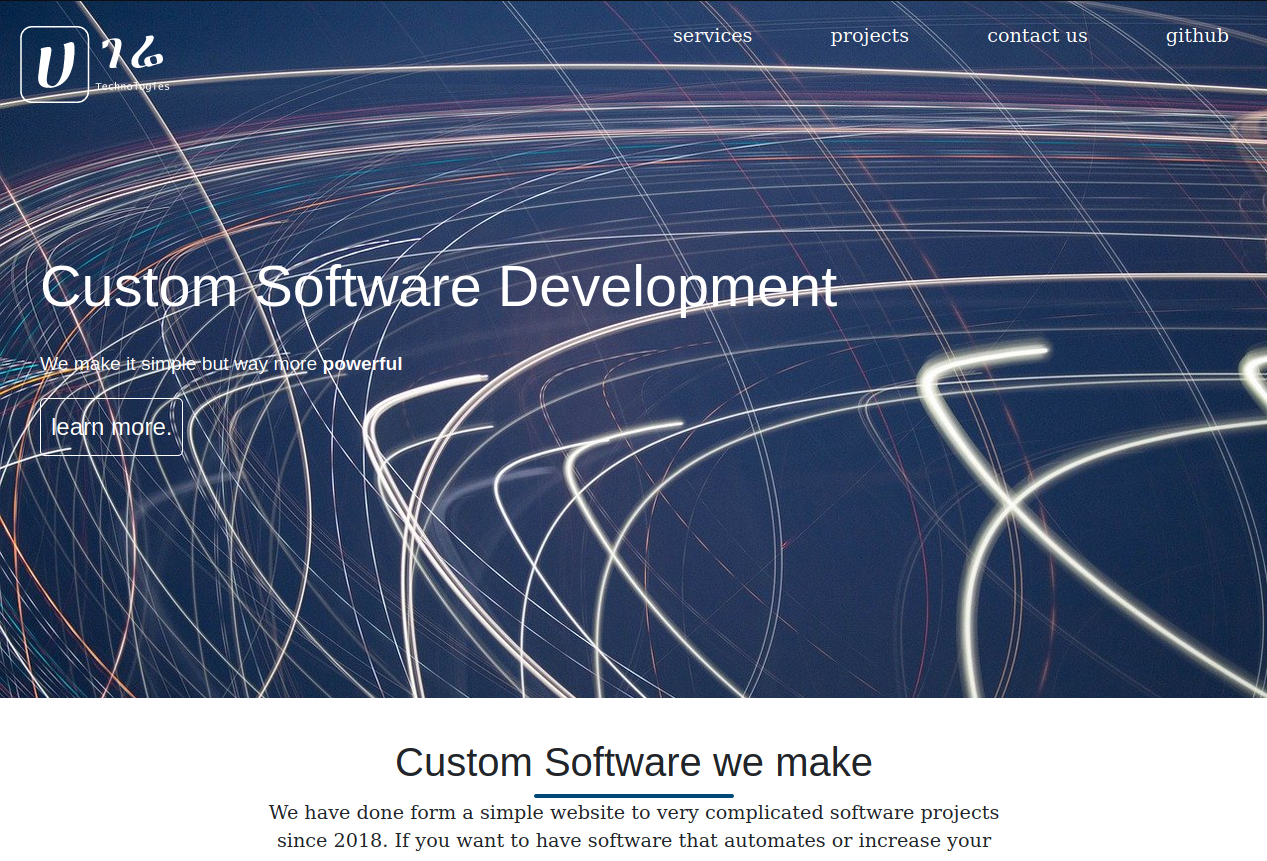 ሀ ገሬ
Technologies
services projects contact us github
Custom Software Development
We make it simple but way more powerful
learn more.
Custom Software we make
We have done form a simple website to very complicated software projects
since 2018. If you want to have software that automates or increase your